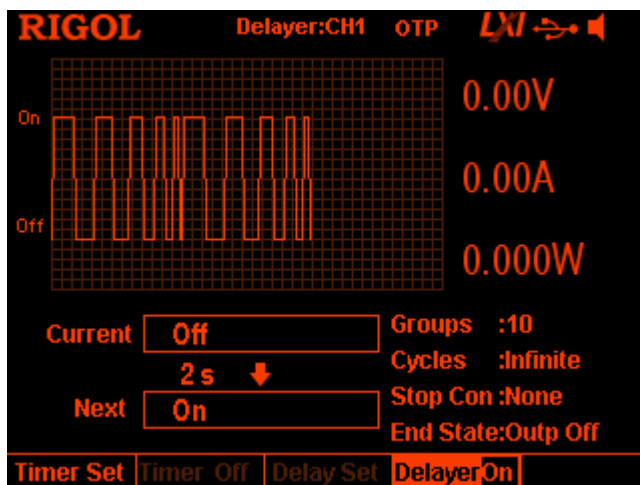 RIGOL Delayer:CH1 OTP LXI
On
Off
0.00V
0.00A
0.000W
Current Off
2 s
Next On
Groups :10
Cycles :Infinite
Stop Con :None
End State:Outp Off
Timer Set Timer Off Delay Set Delayer On